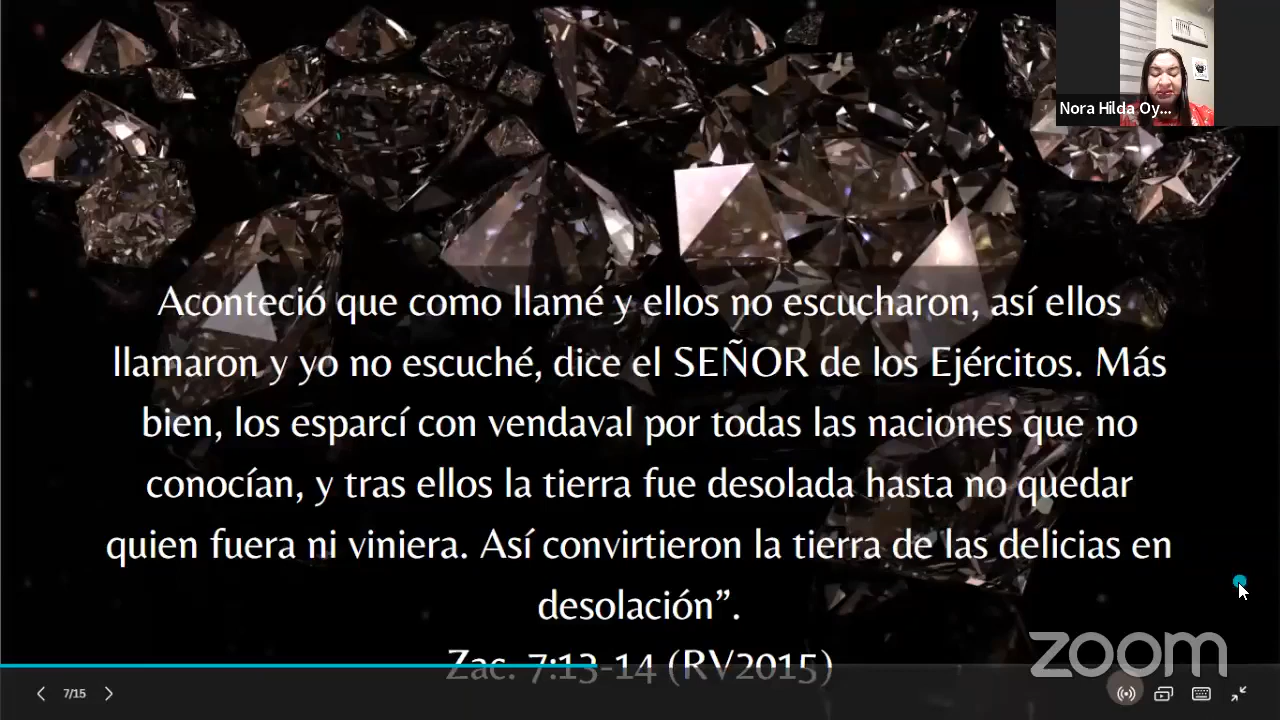 Nora Hilda Oy...
Aconteció que como llamé y ellos no escucharon, así ellos
llamaron y yo no escuché, dice el SEÑOR de los Ejércitos. Más
bien, los esparcí con vendaval por todas las naciones que no
conocían, y tras ellos la tierra fue desolada hasta no quedar
quien fuera ni viniera. Así convirtieron la tierra de las delicias en
desolación”.
Zac. 7:13-14 (RV2015)
zoom
7/15